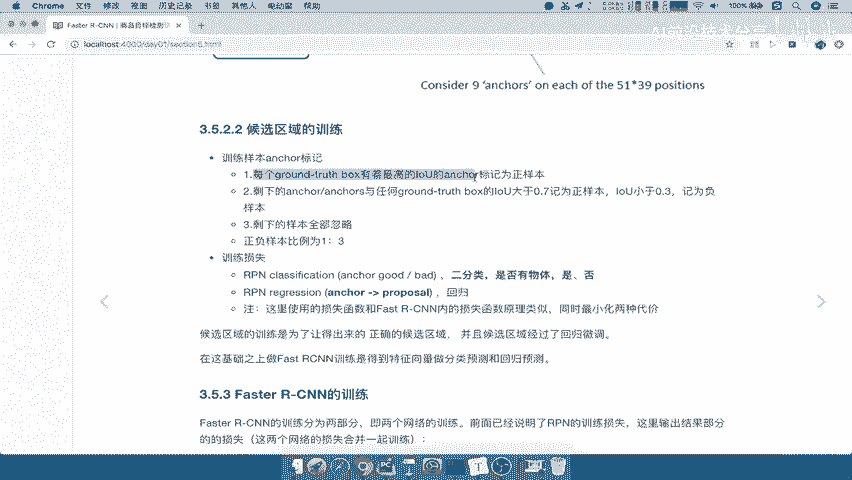 Chrome 文件 修改 视图 历史记录 书签 其他人 电动窗 帮助
100%
Faster R-CNN | 商品目标检测
localhost:4000/day01/section5.html
Consider 9 'anchors' on each of the 51*39 positions
3.5.2.2 候选区域的训练
• 训练样本anchor标记
1.每个ground-truth box有着最高的IoU的anchor标记为正样本
2.剩下的anchor/anchors与任何ground-truth box的IoU大于0.7记为正样本，IoU小于0.3，记为负
样本
3.剩下的样本全部忽略
正负样本比例为1：3
• 训练损失
RPN classification (anchor good / bad) ，二分类，是否有物体，是、否
RPN regression (anchor -> proposal) ，回归
注：这里使用的损失函数和Fast R-CNN内的损失函数原理类似，同时最小化两种代价
候选区域的训练是为了让得出来的 正确的候选区域， 并且候选区域经过了回归微调。
在这基础之上做Fast RCNN训练是得到特征向量做分类预测和回归预测。
3.5.3 Faster R-CNN的训练
Faster R-CNN的训练分为两部分，即两个网络的训练。前面已经说明了RPN的训练损失，这里输出结果部分
的的损失（这两个网络的损失合并一起训练）：